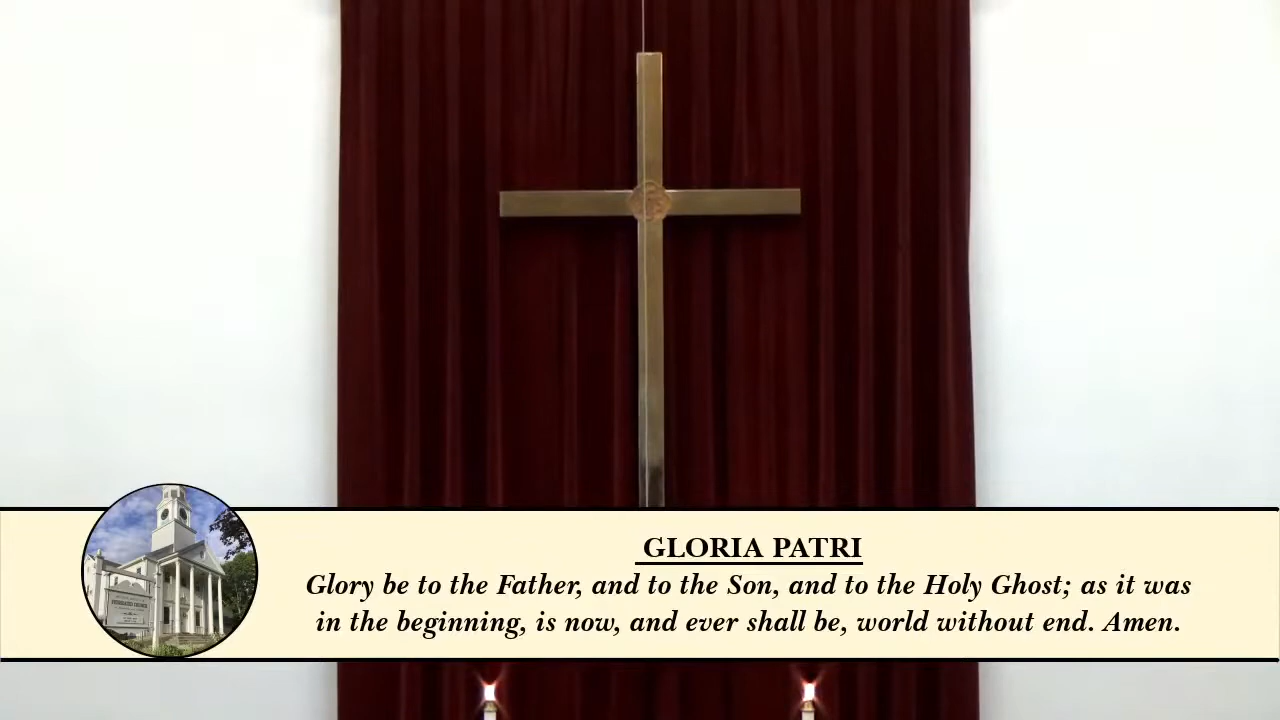 GLORIA PATRI
Glory be to the Father, and to the Son, and to the Holy Ghost; as it was
in the beginning, is now, and ever shall be, world without end. Amen.